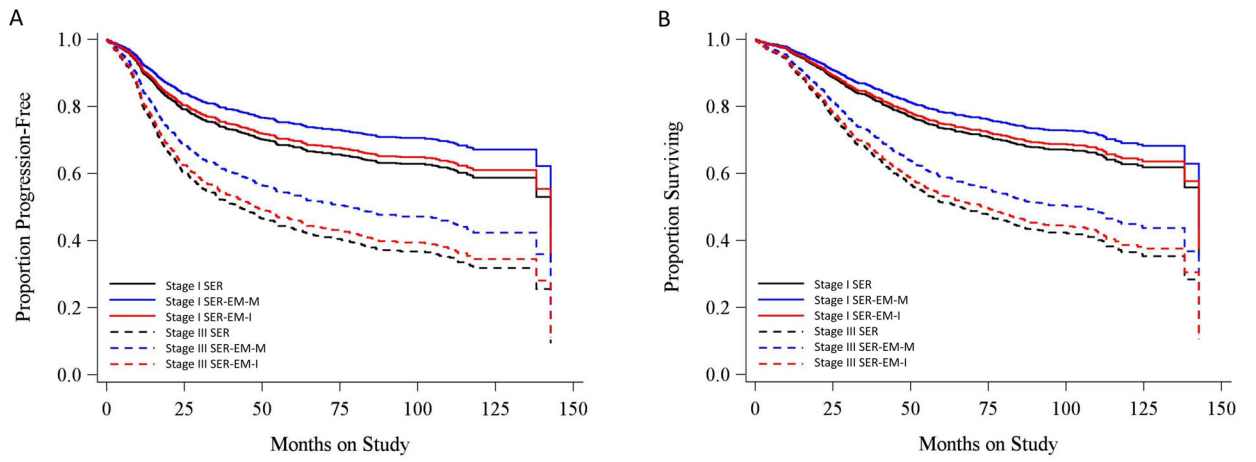 A
Proportion Progression-Free
1.0
0.8
0.6
0.4
0.2
0.0
Stage I SER
Stage I SER-EM-M
Stage I SER-EM-I
Stage III SER
Stage III SER-EM-M
Stage III SER-EM-I
0 25 50 75 100 125 150
Months on Study
B
Proportion Surviving
1.0
0.8
0.6
0.4
0.2
0.0
Stage I SER
Stage I SER-EM-M
Stage I SER-EM-I
Stage III SER
Stage III SER-EM-M
Stage III SER-EM-I
0 25 50 75 100 125 150
Months on Study